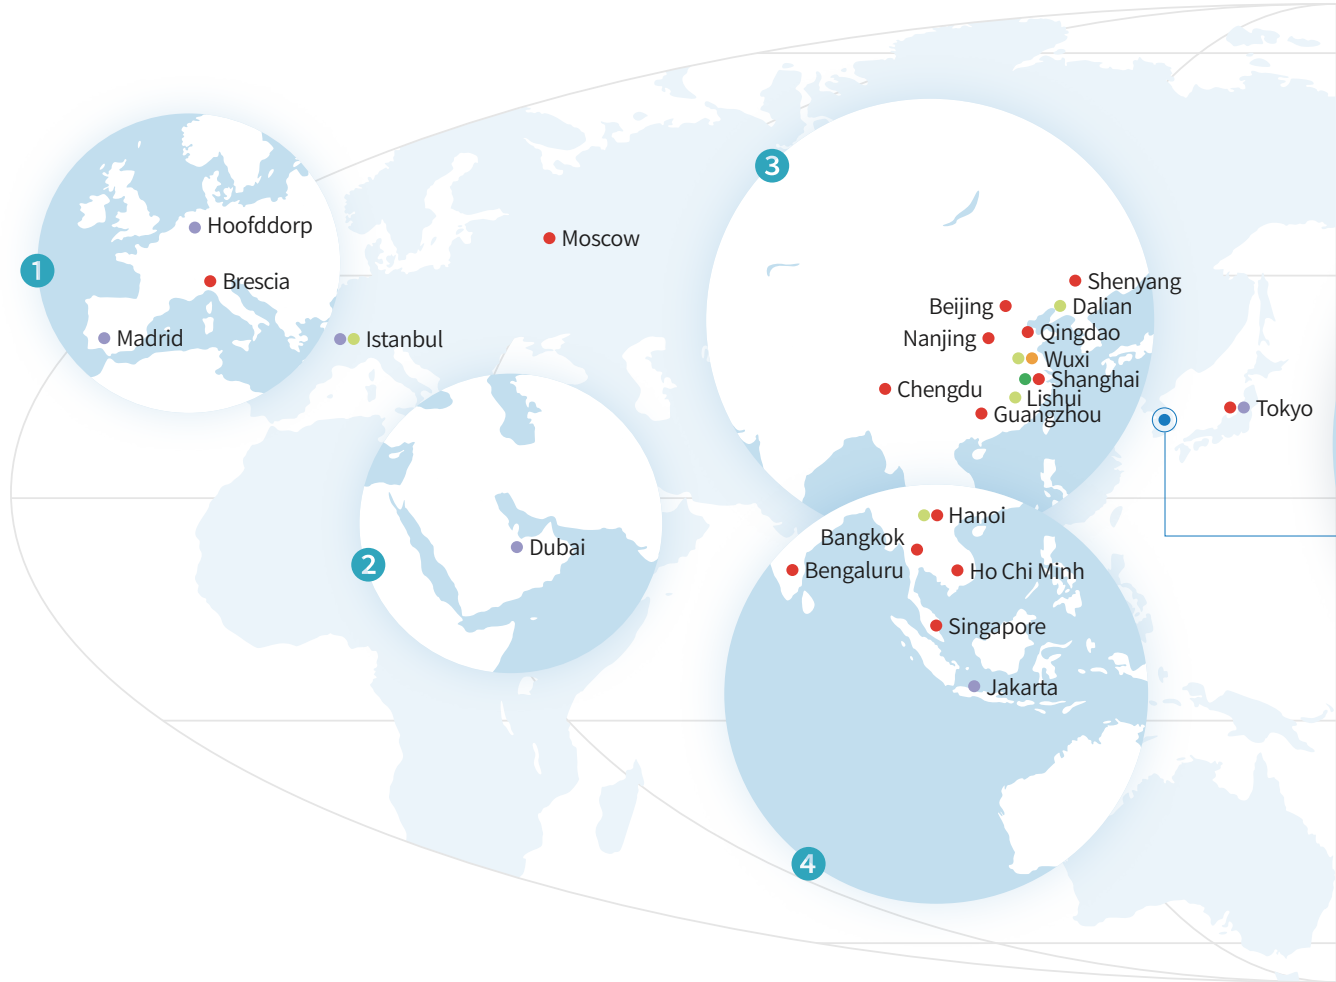 1
Hoofddorp
Brescia
Madrid
Istanbul
Moscow
2
Dubai
3
Shenyang
Beijing
Dalian
Qingdao
Nanjing
Wuxi
Shanghai
Chengdu
Lishui
Guangzhou
Tokyo
4
Hanoi
Bangkok
Bengaluru
Ho Chi Minh
Singapore
Jakarta